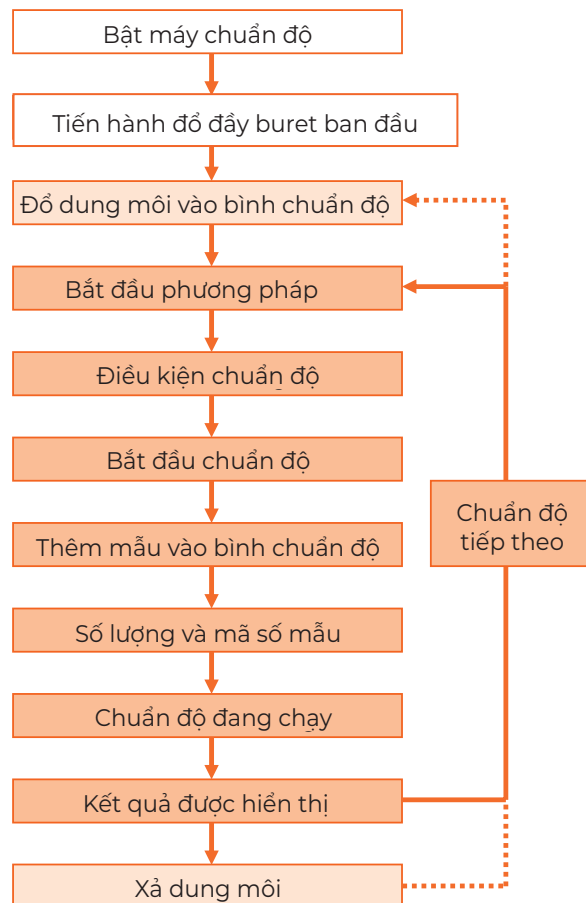 Bật máy chuẩn độ
Tiến hành đổ đầy buret ban đầu
Đổ dung môi vào bình chuẩn độ
Bắt đầu phương pháp
Điều kiện chuẩn độ
Bắt đầu chuẩn độ
Thêm mẫu vào bình chuẩn độ
Số lượng và mã số mẫu
Chuẩn độ đang chạy
Kết quả được hiển thị
Xả dung môi
Chuẩn độ
tiếp theo